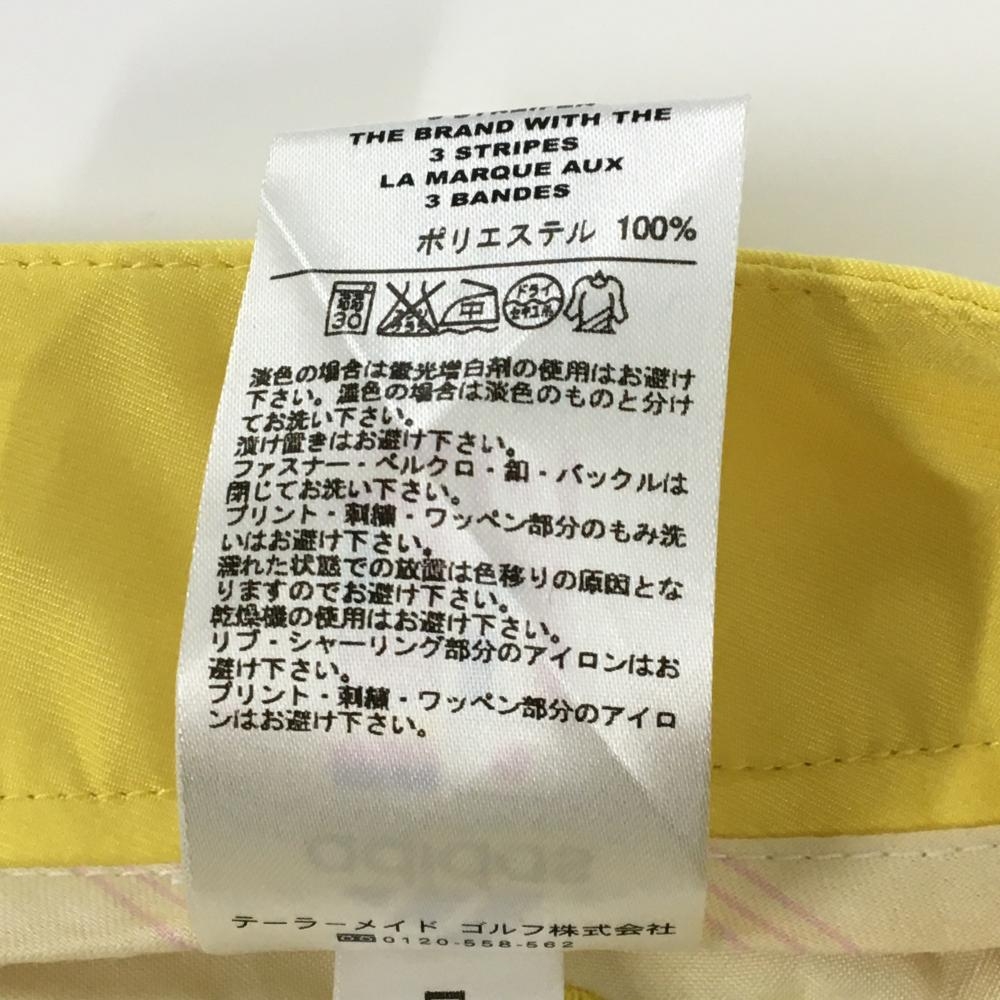 THE BRAND WITH THE
3 STRIPES
LA MARQUE AUX
3 BANDES
ポリエステル 100%
30
中
ドライ
セキユ系
淡色の場合は蛍光増白剤の使用はお避け
下さい。濃色の場合は淡色のものと分け
てお洗い下さい。
漬け置きはお避け下さい。
ファスナー・ベルクロ・釦・バックルは
閉じてお洗い下さい。
プリント・刺繍・ワッペン部分のもみ洗
いはお避け下さい。
濡れた状態での放置は色移りの原因とな
りますのでお避け下さい。
乾燥機の使用はお避け下さい。
リブ・シャーリング部分のアイロンはお
避け下さい。
プリント・刺繍・ワッペン部分のアイロ
ンはお避け下さい。
adidas
テーラーメイド ゴルフ株式会社
0120-558-562